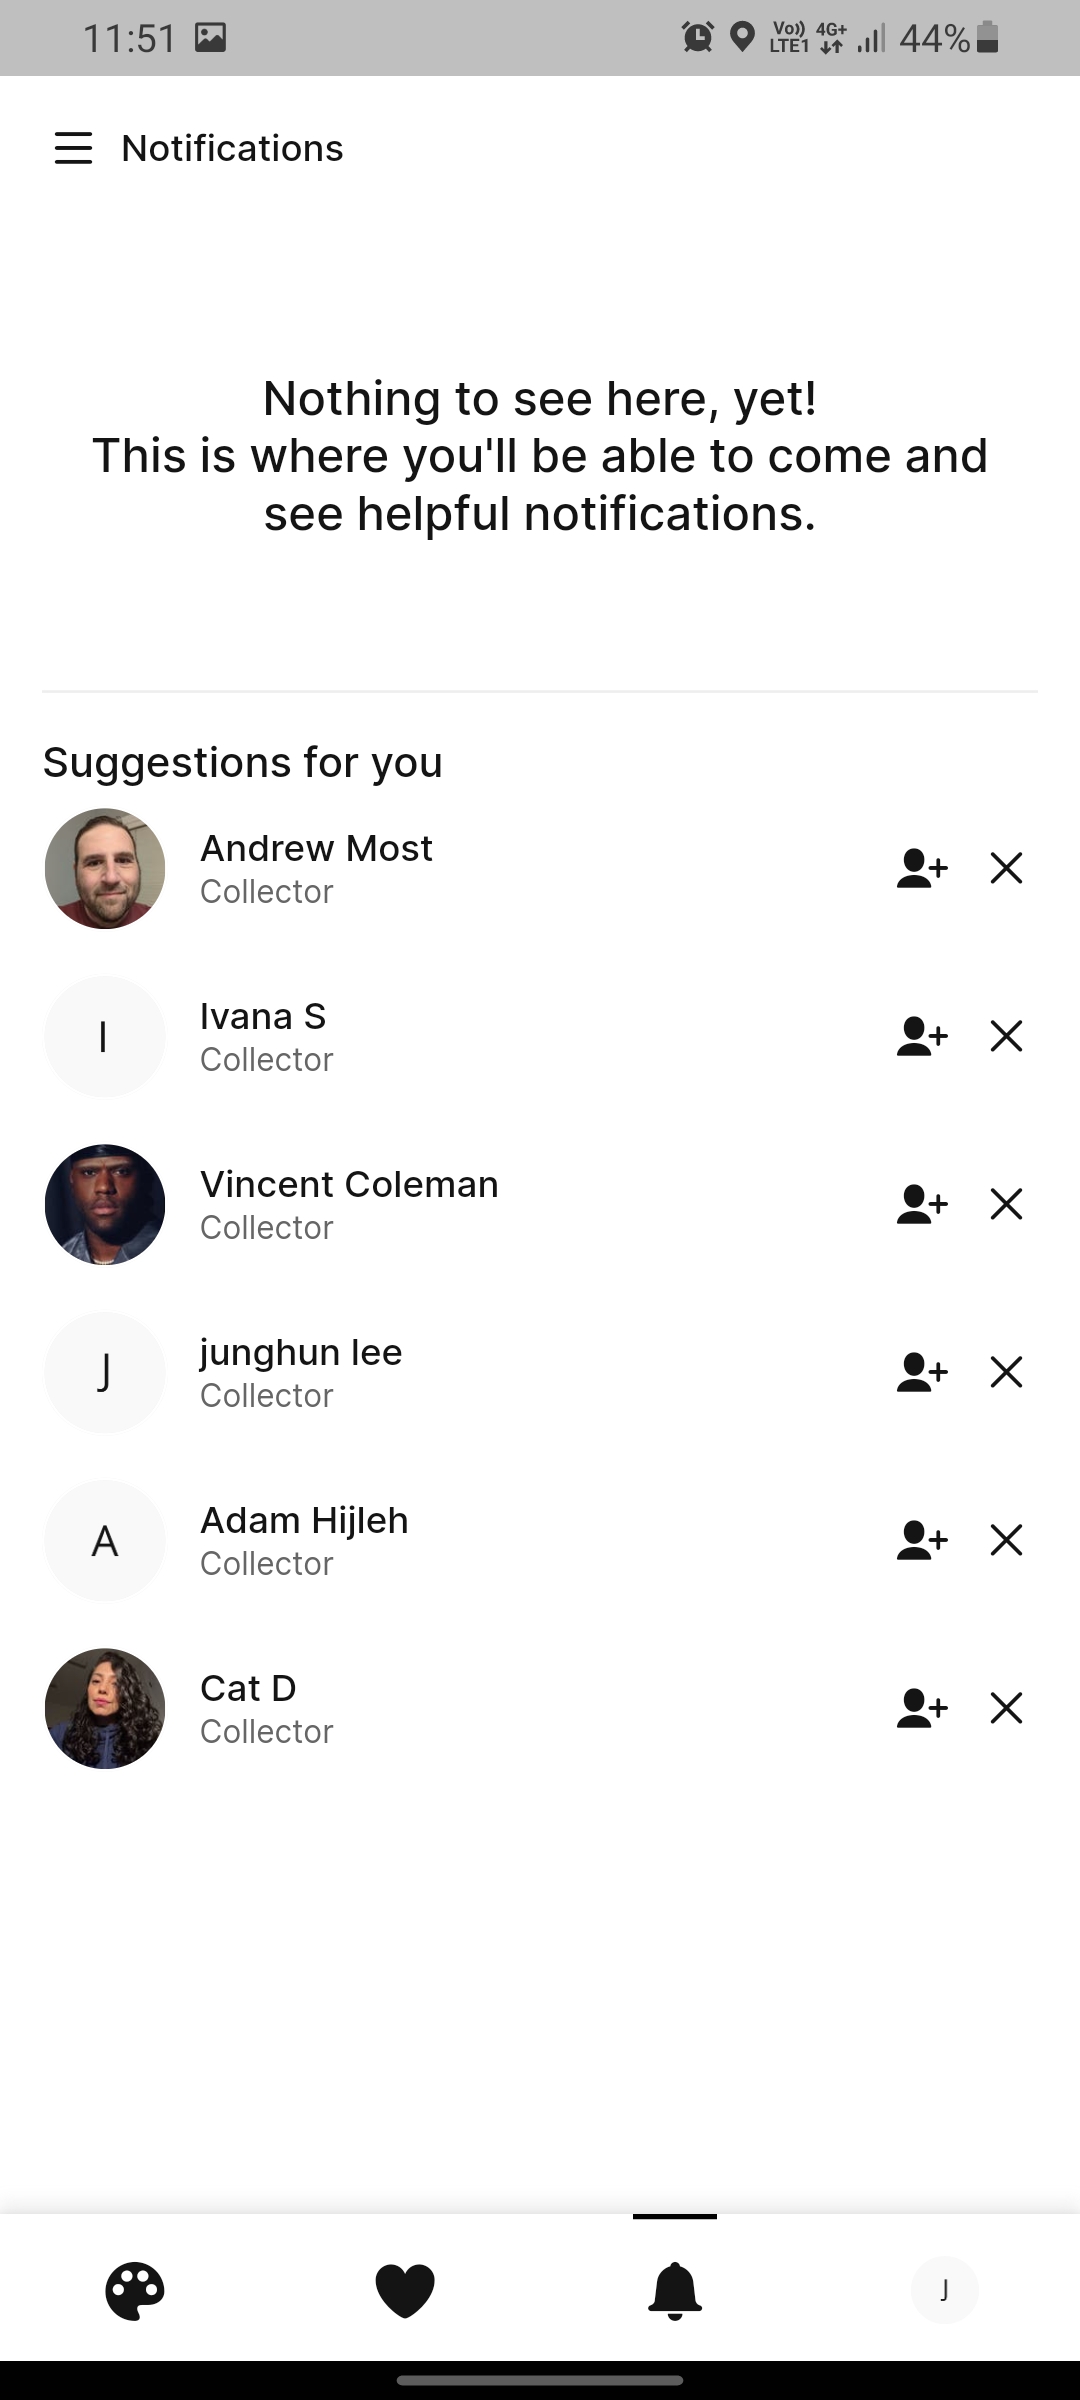 11:51
Vo)) LTE1 4G+ 44%
Notifications
Nothing to see here, yet!
This is where you'll be able to come and
see helpful notifications.
Suggestions for you
Andrew Most
Collector
I
Ivana S
Collector
Vincent Coleman
Collector
J
junghun lee
Collector
A
Adam Hijleh
Collector
Cat D
Collector
J